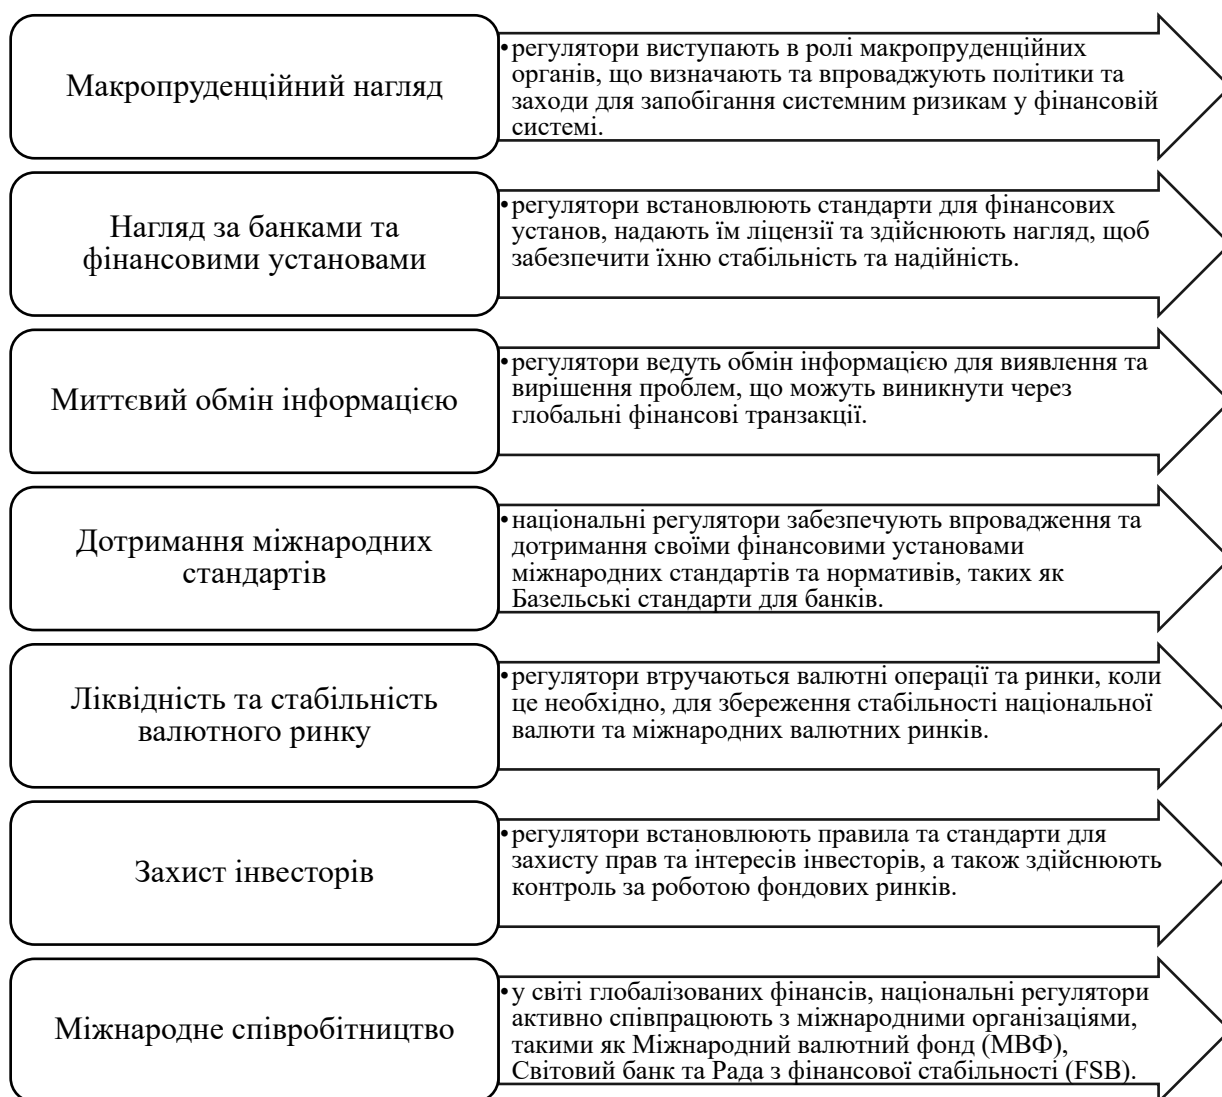 Макропруденційний нагляд
•регулятори виступають в ролі макропруденційних
органів, що визначають та впроваджують політики та
заходи для запобігання системним ризикам у фінансовій
системі.
Нагляд за банками та
фінансовими установами
•регулятори встановлюють стандарти для фінансових
установ, надають їм ліцензії та здійснюють нагляд, щоб
забезпечити їхню стабільність та надійність.
Миттєвий обмін інформацією
•регулятори ведуть обмін інформацією для виявлення та
вирішення проблем, що можуть виникнути через
глобальні фінансові транзакції.
Дотримання міжнародних
стандартів
•національні регулятори забезпечують впровадження та
дотримання своїми фінансовими установами
міжнародних стандартів та нормативів, таких як
Базельські стандарти для банків.
Ліквідність та стабільність
валютного ринку
•регулятори втручаються валютні операції та ринки, коли
це необхідно, для збереження стабільності національної
валюти та міжнародних валютних ринків.
Захист інвесторів
•регулятори встановлюють правила та стандарти для
захисту прав та інтересів інвесторів, а також здійснюють
контроль за роботою фондових ринків.
Міжнародне співробітництво
•у світі глобалізованих фінансів, національні регулятори
активно співпрацюють з міжнародними організаціями,
такими як Міжнародний валютний фонд (МВФ),
Світовий банк та Рада з фінансової стабільності (FSB).